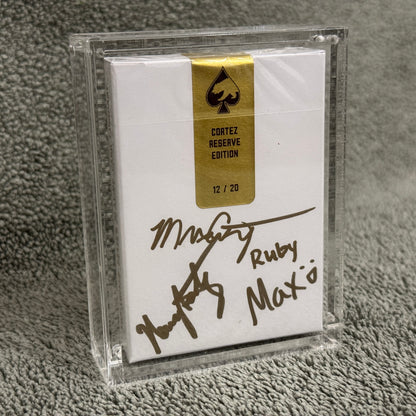 CORTEZ
RESERVE
EDITION
12 / 20
Ruby
Max